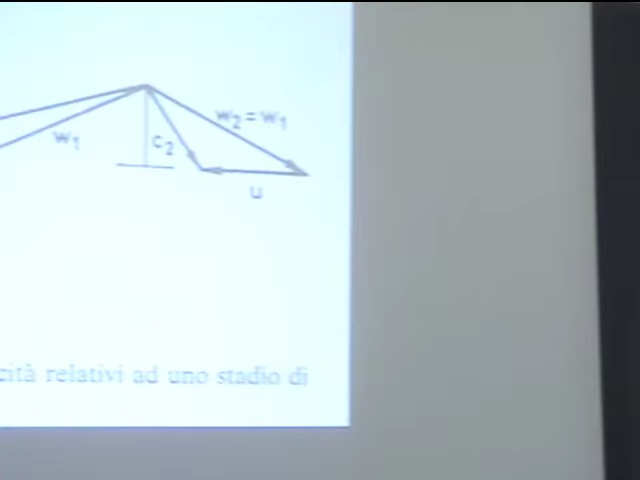 w₂ = w₁
w₁
c₂
u
cità relativi ad uno stadio di